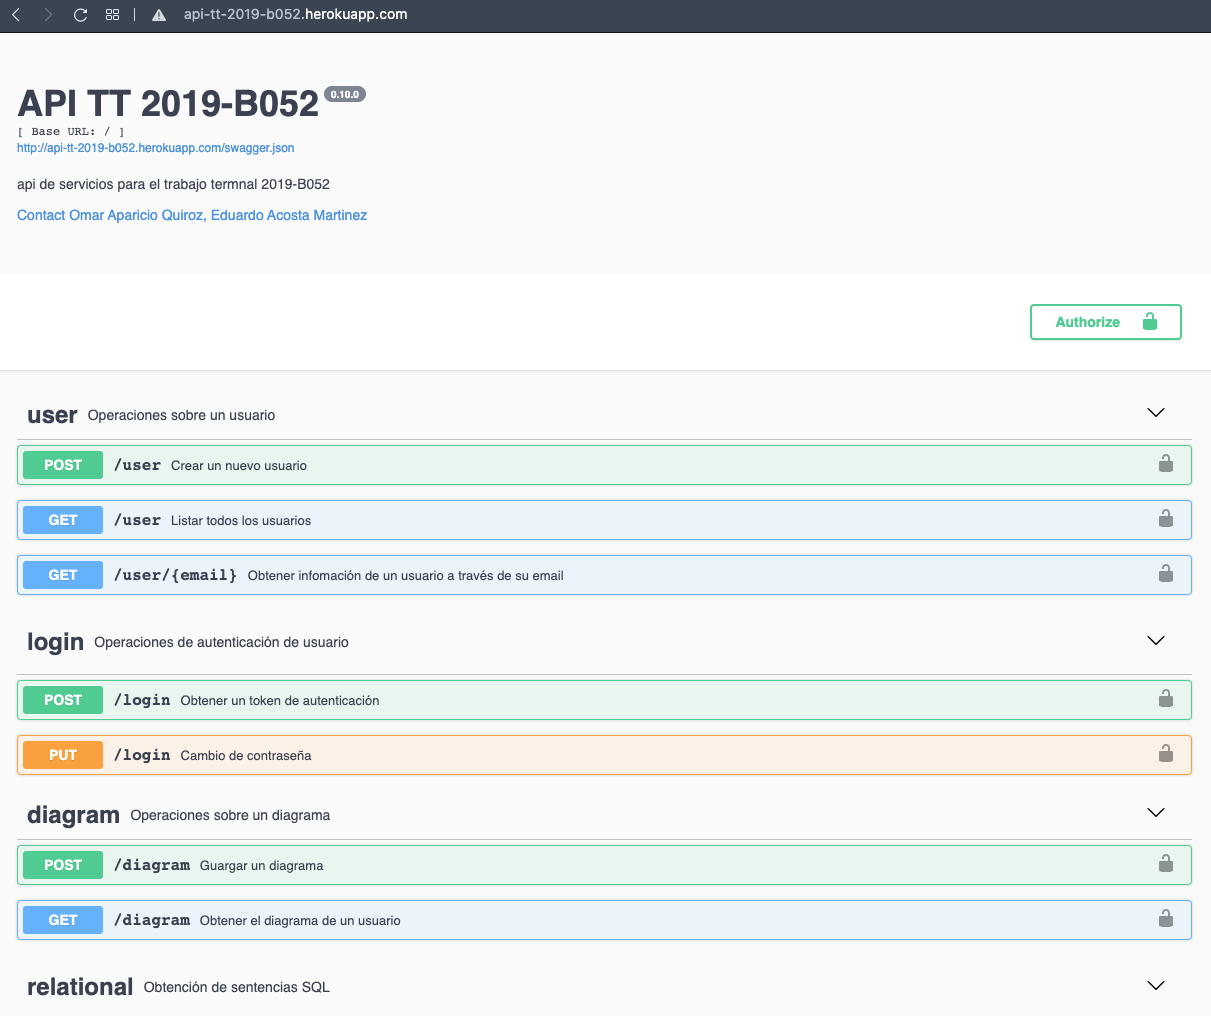 api-tt-2019-b052.herokuapp.com
API TT 2019-B052 0.10.0
[ Base URL: / ]
http://api-tt-2019-b052.herokuapp.com/swagger.json
api de servicios para el trabajo termnal 2019-B052
Contact Omar Aparicio Quiroz, Eduardo Acosta Martinez
Authorize
user Operaciones sobre un usuario
POST /user Crear un nuevo usuario
GET /user Listar todos los usuarios
GET /user/{email} Obtener infomación de un usuario a través de su email
login Operaciones de autenticación de usuario
POST /login Obtener un token de autenticación
PUT /login Cambio de contraseña
diagram Operaciones sobre un diagrama
POST /diagram Guargar un diagrama
GET /diagram Obtener el diagrama de un usuario
relational Obtención de sentencias SQL